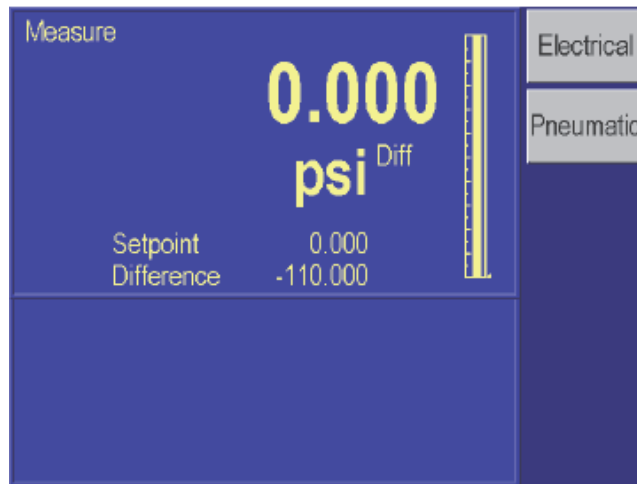 Measure
0.000
psi Diff
Setpoint 0.000
Difference -110.000
Electrical
Pneumatic